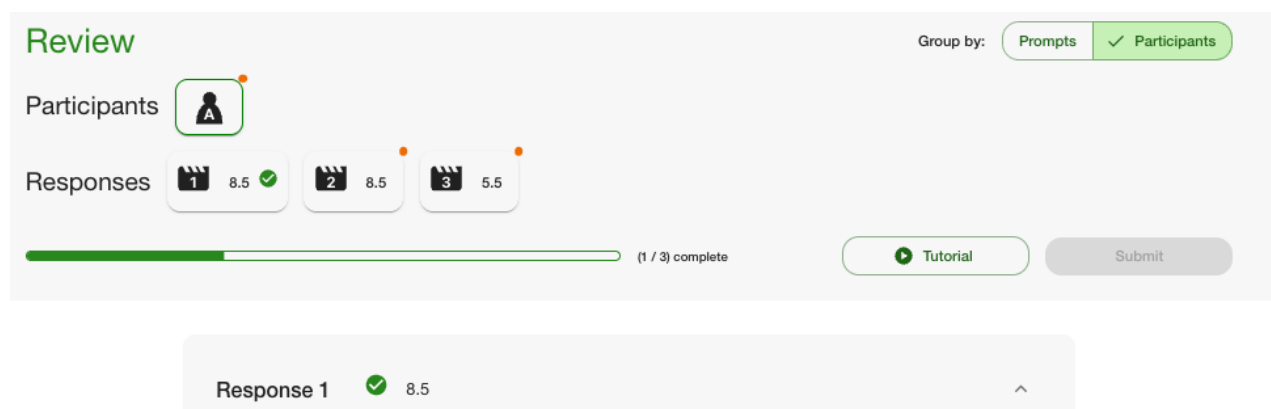 Review
Group by: Prompts Participants
Participants A
Responses 1 8.5 2 8.5 3 5.5
(1 / 3) complete Tutorial Submit
Response 1 8.5